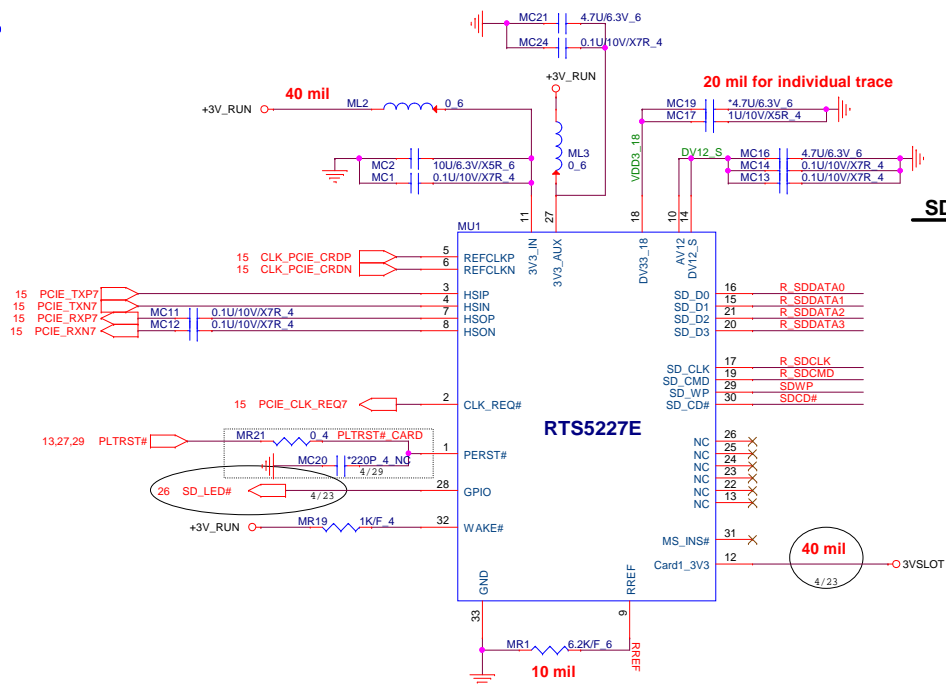 MC21 4.7U/6.3V_6
MC24 0.1U/10V/X7R_4
+3V_RUN
40 mil
+3V_RUN
ML2 0_6
20 mil for individual trace
MC19 *4.7U/6.3V_6
MC17 1U/10V/X5R_4
ML3
0_6
MC2 10U/6.3V/X5R_6
MC1 0.1U/10V/X7R_4
VDD3_18
DV12_S
MC16 4.7U/6.3V_6
MC14 0.1U/10V/X7R_4
MC13 0.1U/10V/X7R_4
SD
11 27 18 10 14
MU1
3V3_IN 3V3_AUX DV33_18 AV12 DV12_S
15 CLK_PCIE_CRDP 5 REFCLKP
15 CLK_PCIE_CRDN 6 REFCLKN
15 PCIE_TXP7 3 HSIP
15 PCIE_TXN7 4 HSIN
15 PCIE_RXP7 MC11 0.1U/10V/X7R_4 7 HSOP
15 PCIE_RXN7 MC12 0.1U/10V/X7R_4 8 HSON
SD_D0 16 R_SDDATA0
SD_D1 15 R_SDDATA1
SD_D2 21 R_SDDATA2
SD_D3 20 R_SDDATA3
SD_CLK 17 R_SDCLK
SD_CMD 19 R_SDCMD
SD_WP 29 SDWP
SD_CD# 30 SDCD#
15 PCIE_CLK_REQ7 2 CLK_REQ#
RTS5227E
13,27,29 PLTRST# MR21 0_4 PLTRST#_CARD
1 PERST#
MC20 *220P_4_NC
4/29
26 SD_LED# 4/23 28 GPIO
+3V_RUN MR19 1K/F_4 32 WAKE#
NC 26
NC 25
NC 24
NC 23
NC 22
NC 13
MS_INS# 31
Card1_3V3 12
40 mil
4/23
3VSLOT
GND RREF
33 9
MR1 6.2K/F_6
RREF
10 mil